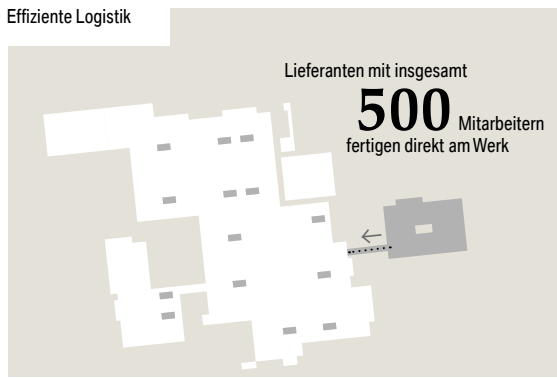 Effiziente Logistik
Lieferanten mit insgesamt
500 Mitarbeitern
fertigen direkt am Werk